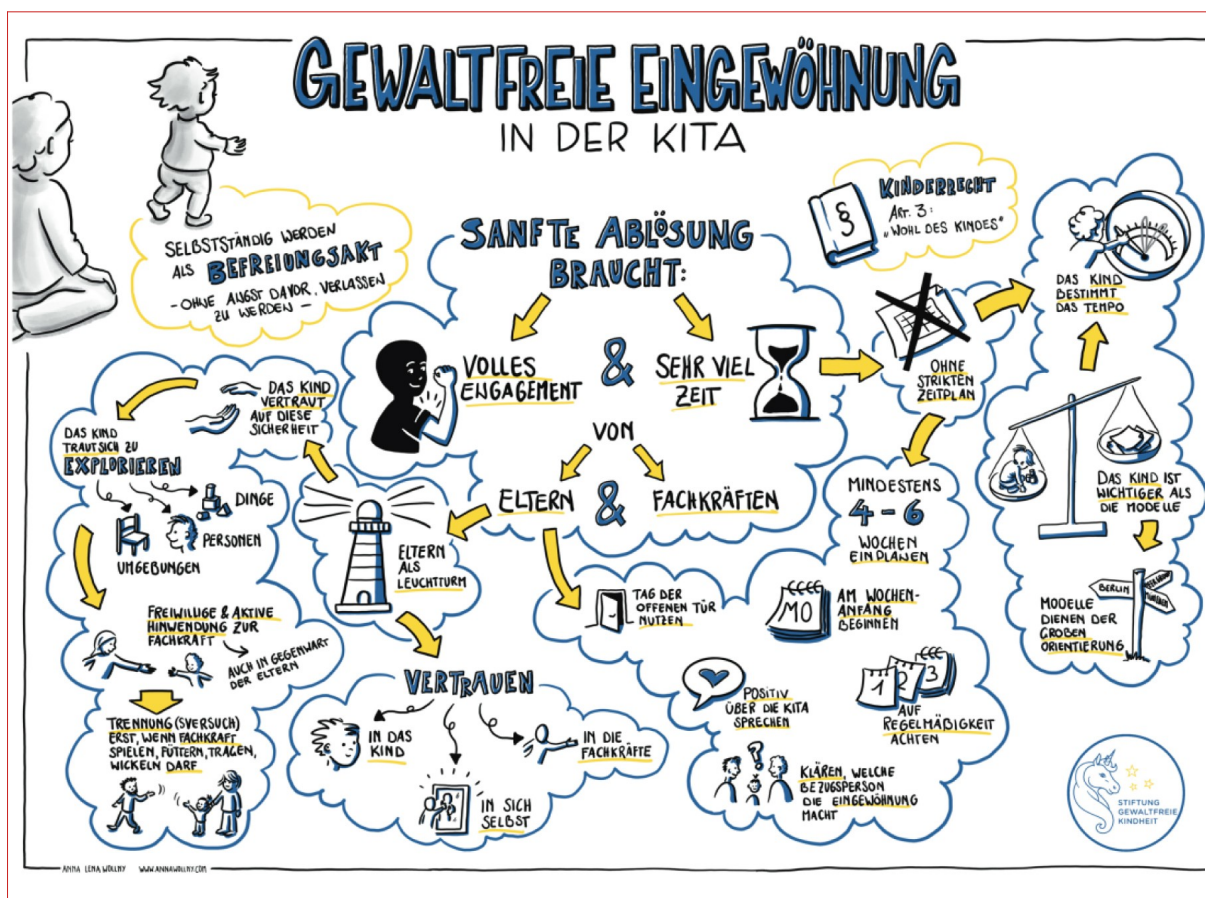 GEWALTFREIE EINGEWÖHNUNG
IN DER KITA
SELBSTSTÄNDIG WERDEN
ALS BEFREIUNGSAKT
- OHNE ANGST DAVOR, VERLASSEN
ZU WERDEN -
SANFTE ABLÖSUNG
BRAUCHT:
VOLLES
ENGAGEMENT
&
SEHR VIEL
ZEIT
VON
ELTERN
&
FACHKRÄFTEN
§
KINDERRECHT
ART. 3:
"WOHL DES KINDES"
OHNE
STRIKTEN
ZEITPLAN
DAS KIND
BESTIMMT
DAS TEMPO
DAS KIND IST
WICHTIGER ALS
DIE MODELLE
BERLIN
MODELLE
DIENEN DER
GROBEN
ORIENTIERUNG
MINDESTENS
4-6
WOCHEN
EINPLANEN
MO
AM WOCHEN-
ANFANG
BEGINNEN
1 2 3
AUF
REGELMÄßIGKEIT
ACHTEN
TAG DER
OFFENEN TÜR
NUTZEN
POSITIV
ÜBER DIE KITA
SPRECHEN
?
KLÄREN, WELCHE
BEZUGSPERSON
DIE EINGEWÖHNUNG
MACHT
ELTERN
ALS
LEUCHTTURM
DAS KIND
VERTRAUT
AUF DIESE
SICHERHEIT
DAS KIND
TRAUT SICH ZU
EXPLORIEREN
DINGE
PERSONEN
UMGEBUNGEN
FREIWILLIGE & AKTIVE
HINWENDUNG ZUR
FACHKRAFT
AUCH IN GEGENWART
DER ELTERN
TRENNUNG(SVERSUCH)
ERST, WENN FACHKRAFT
SPIELEN, FÜTTERN, TRAGEN,
WICKELN DARF
VERTRAUEN
IN DAS
KIND
IN SICH
SELBST
IN DIE
FACHKRÄFTE
STIFTUNG
GEWALTFREIE
KINDHEIT
ANNA LENA WOLLNY WWW.ANNAWOLLNY.COM